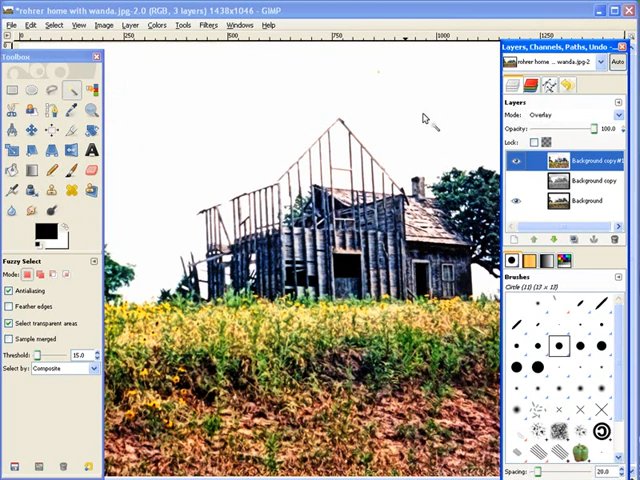 *rohrer home with wanda.jpg-2.0 (RGB, 3 layers) 1438x1046 - GIMP
File Edit Select View Image Layer Colors Tools Filters Windows Help
0 250 500 750 1000 1250
Toolbox
Fuzzy Select
Mode:
Antialiasing
Feather edges
Select transparent areas
Sample merged
Threshold: 15.0
Select by: Composite
Layers, Channels, Paths, Undo - ...
rohrer home ... wanda.jpg-2 Auto
Layers
Mode: Overlay
Opacity: 100.0
Lock:
Background copy#1
Background copy
Background
Brushes
Circle (11) (13 x 13)
Spacing: 20.0